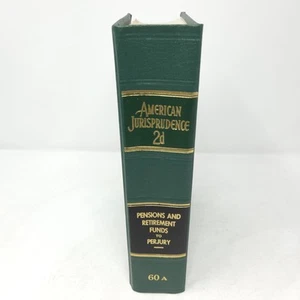 AMERICAN
JURISPRUDENCE
2d
PENSIONS AND
RETIREMENT
FUNDS
TO
PERJURY
60 A